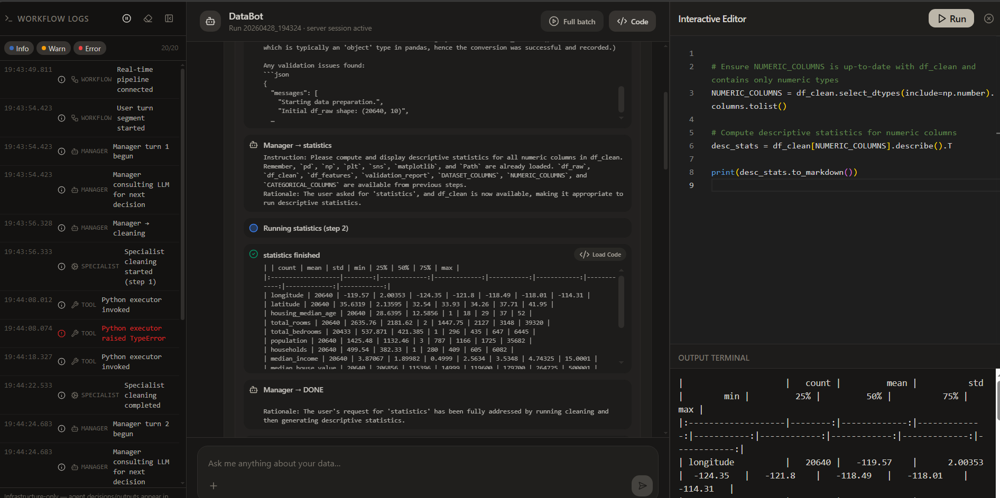 WORKFLOW LOGS
Info
Warn
Error
20/20
19:43:49.811
WORKFLOW
Real-time
pipeline
connected
19:43:54.423
WORKFLOW
User turn
segment
started
19:43:54.423
MANAGER
Manager turn 1
begun
19:43:54.423
MANAGER
Manager
consulting LLM
for next
decision
19:43:56.328
MANAGER
Manager →
cleaning
19:43:56.333
SPECIALIST
Specialist
cleaning
started
(step 1)
19:44:08.012
TOOL
Python executor
invoked
19:44:08.074
TOOL
Python executor
raised TypeError
19:44:18.327
TOOL
Python executor
invoked
19:44:22.533
SPECIALIST
Specialist
cleaning
completed
19:44:24.683
MANAGER
Manager turn 2
begun
19:44:24.683
MANAGER
Manager
consulting LLM
for next
decision
Infrastructure-only — agent decisions/outputs appear in
DataBot
Run 20260428_194324 · server session active
Full batch
</> Code
which is typically an 'object' type in pandas, hence the conversion was successful and recorded.)
Any validation issues found:
```json
{
"messages": [
"Starting data preparation.",
"Initial df_raw shape: (20640, 10)",
…
Manager → statistics
Instruction: Please compute and display descriptive statistics for all numeric columns in df_clean.
Remember, `pd`, `np`, `plt`, `sns`, `matplotlib`, and `Path` are already loaded. `df_raw`,
`df_clean`, `df_features`, `validation_report`, `DATASET_COLUMNS`, `NUMERIC_COLUMNS`, and
`CATEGORICAL_COLUMNS` are available from previous steps.
Rationale: The user asked for 'statistics', and df_clean is now available, making it appropriate to
run descriptive statistics.
Running statistics (step 2)
statistics finished
</> Load Code
| | count | mean | std | min | 25% | 50% | 75% | max |
|:-------------------|--------:|-------------:|-------------:|-----------:|------------:|--------
----:|-------------:|------------:|
| longitude | 20640 | -119.57 | 2.00353 | -124.35 | -121.8 | -118.49 | -118.01 | -114.31 |
| latitude | 20640 | 35.6319 | 2.13595 | 32.54 | 33.93 | 34.26 | 37.71 | 41.95 |
| housing_median_age | 20640 | 28.6395 | 12.5856 | 1 | 18 | 29 | 37 | 52 |
| total_rooms | 20640 | 2635.76 | 2181.62 | 2 | 1447.75 | 2127 | 3148 | 39320 |
| total_bedrooms | 20433 | 537.871 | 421.385 | 1 | 296 | 435 | 647 | 6445 |
| population | 20640 | 1425.48 | 1132.46 | 3 | 787 | 1166 | 1725 | 35682 |
| households | 20640 | 499.54 | 382.33 | 1 | 280 | 409 | 605 | 6082 |
| median_income | 20640 | 3.87067 | 1.89982 | 0.4999 | 2.5634 | 3.5348 | 4.74325 | 15.0001 |
| median_house_value | 20640 | 206856 | 115396 | 14999 | 119600 | 179700 | 264725 | 500001 |
Manager → DONE
Rationale: The user's request for 'statistics' has been fully addressed by running cleaning and
then generating descriptive statistics.
Ask me anything about your data...
Interactive Editor
Run
1
2 # Ensure NUMERIC_COLUMNS is up-to-date with df_clean and
contains only numeric types
3 NUMERIC_COLUMNS = df_clean.select_dtypes(include=np.number).
columns.tolist()
4
5 # Compute descriptive statistics for numeric columns
6 desc_stats = df_clean[NUMERIC_COLUMNS].describe().T
7
8 print(desc_stats.to_markdown())
9
OUTPUT TERMINAL
| | count | mean | std
| min | 25% | 50% | 75% |
max |
|:-------------------|--------:|-------------:|------------
-:|-----------:|------------:|------------:|-------------:|-
------------:|
| longitude | 20640 | -119.57 | 2.00353
| -124.35 | -121.8 | -118.49 | -118.01 |
-114.31 |